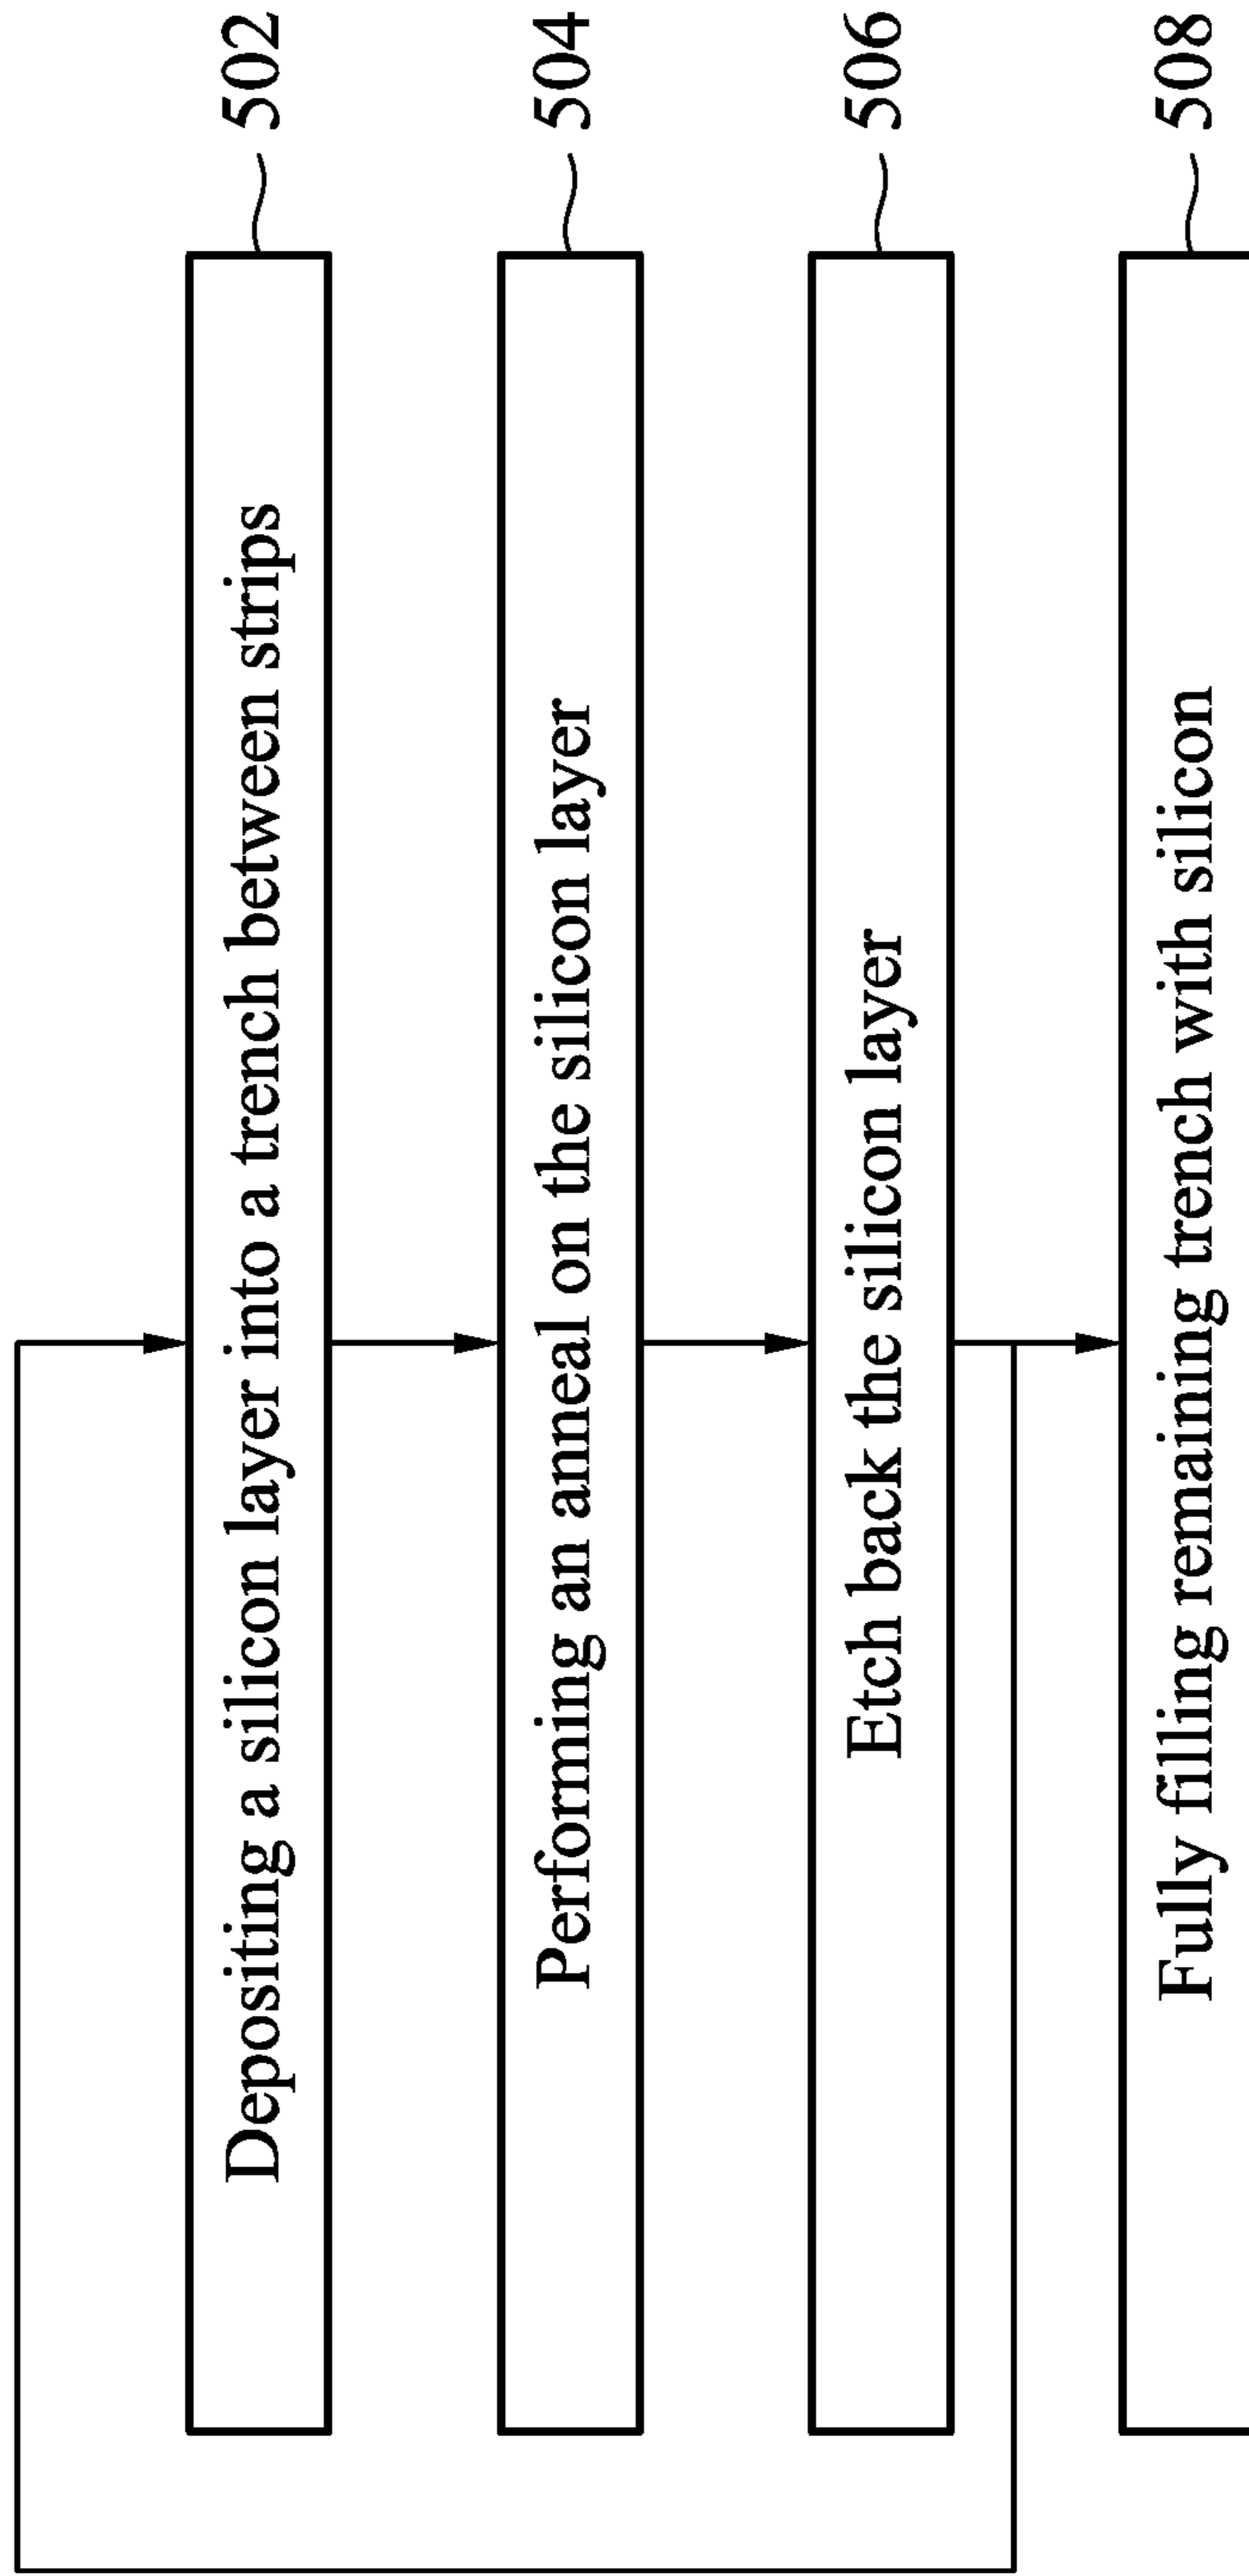 Depositing a silicon layer into a trench between strips
502
Performing an anneal on the silicon layer
504
Etch back the silicon layer
506
Fully filling remaining trench with silicon
508